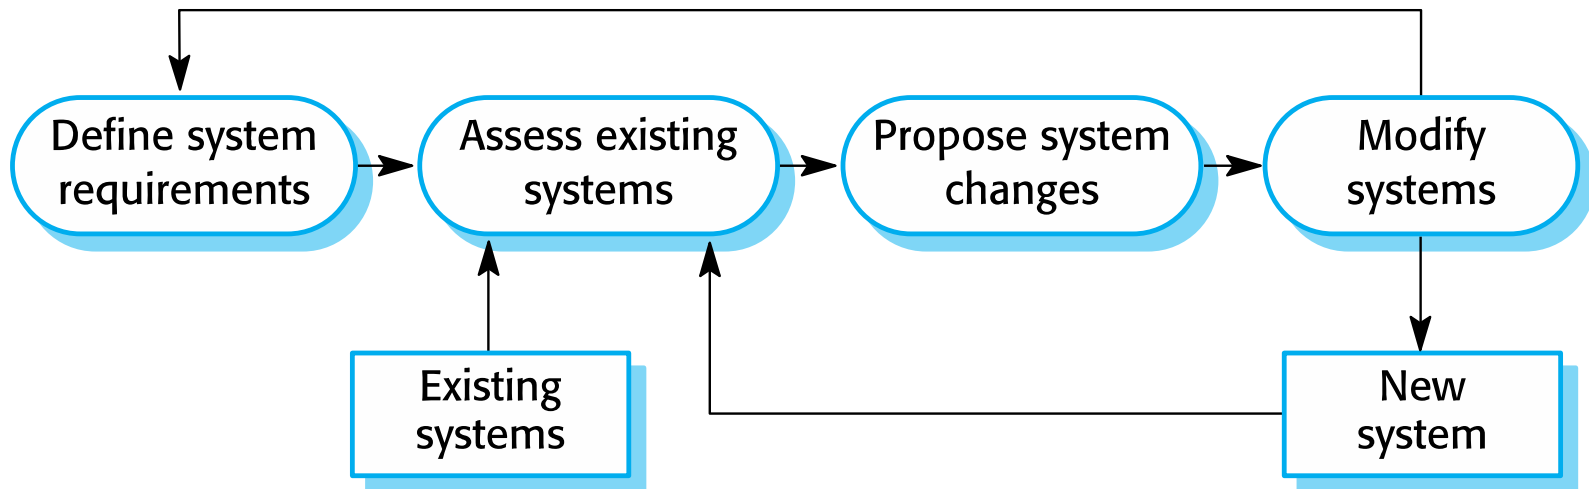 Define system
requirements
Assess existing
systems
Propose system
changes
Modify
systems
Existing
systems
New
system